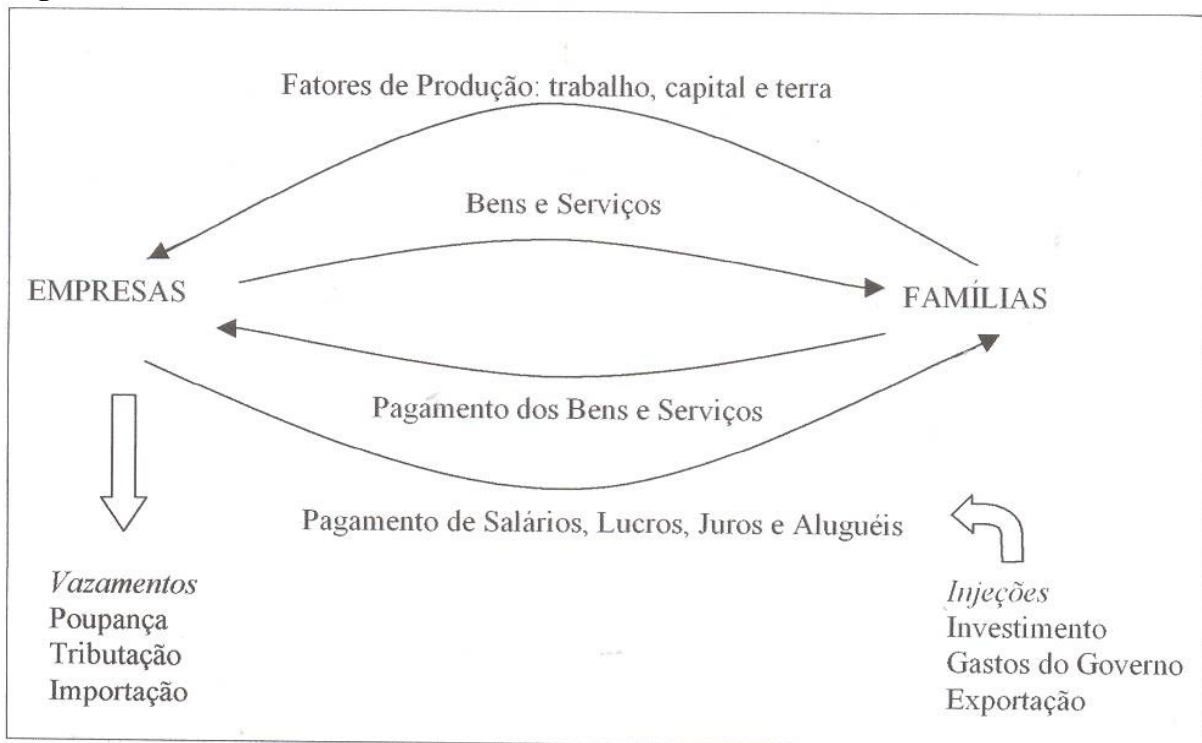 Fatores de Produção: trabalho, capital e terra
Bens e Serviços
EMPRESAS
FAMÍLIAS
Pagamento dos Bens e Serviços
Pagamento de Salários, Lucros, Juros e Aluguéis
Vazamentos
Poupança
Tributação
Importação
Injeções
Investimento
Gastos do Governo
Exportação